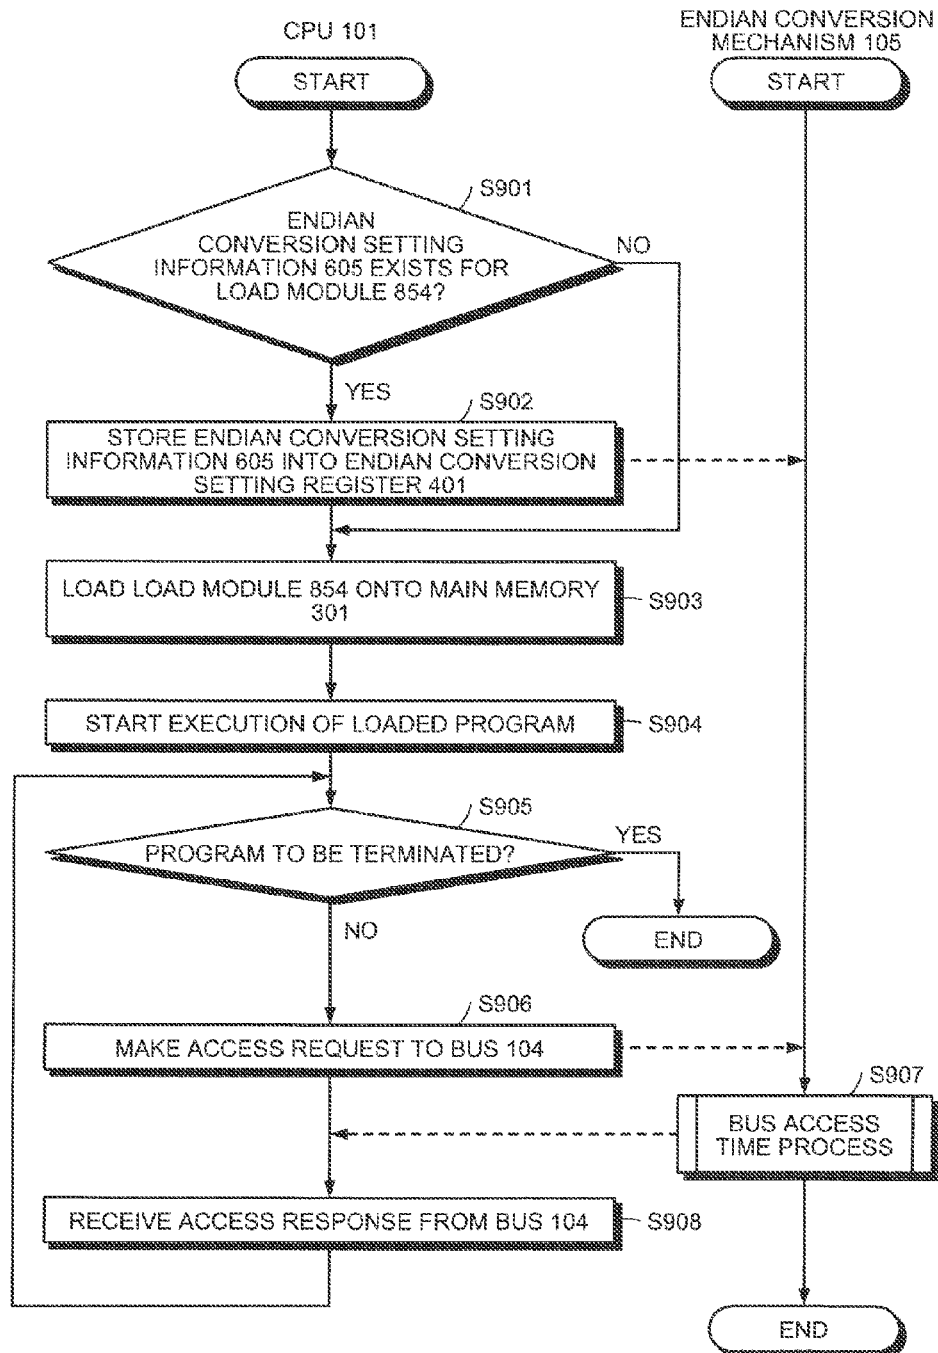 CPU 101
ENDIAN CONVERSION
MECHANISM 105
START
START
S901
ENDIAN
CONVERSION SETTING
INFORMATION 605 EXISTS FOR
LOAD MODULE 854?
NO
YES
S902
STORE ENDIAN CONVERSION SETTING
INFORMATION 605 INTO ENDIAN CONVERSION
SETTING REGISTER 401
LOAD LOAD MODULE 854 ONTO MAIN MEMORY
301
S903
START EXECUTION OF LOADED PROGRAM
S904
S905
PROGRAM TO BE TERMINATED?
YES
NO
END
S906
MAKE ACCESS REQUEST TO BUS 104
S907
BUS ACCESS
TIME PROCESS
RECEIVE ACCESS RESPONSE FROM BUS 104
S908
END